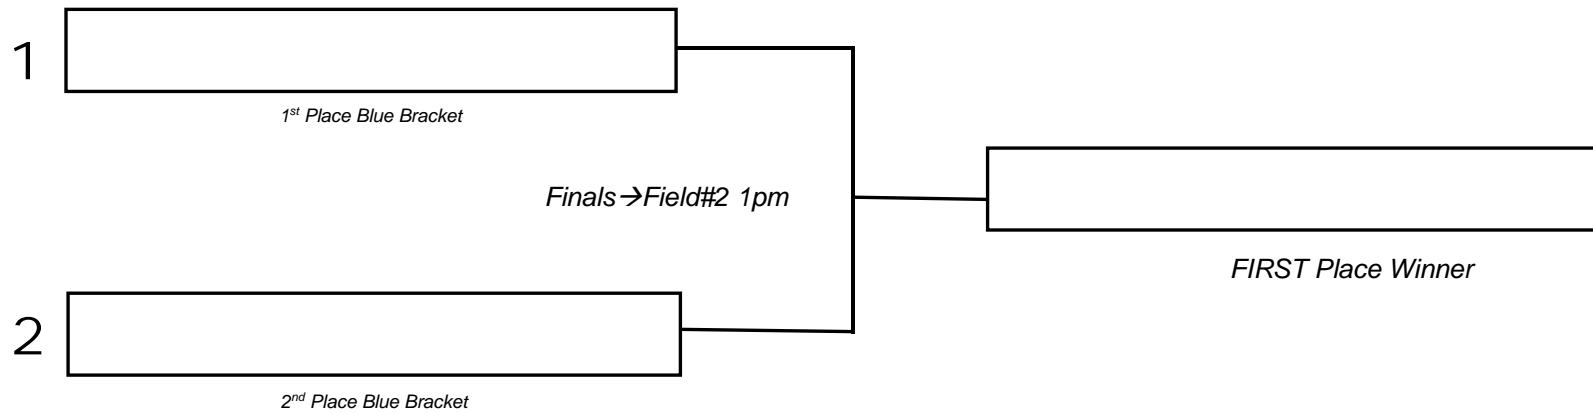 1
1st Place Blue Bracket
Finals→Field#2 1pm
FIRST Place Winner
2
2nd Place Blue Bracket